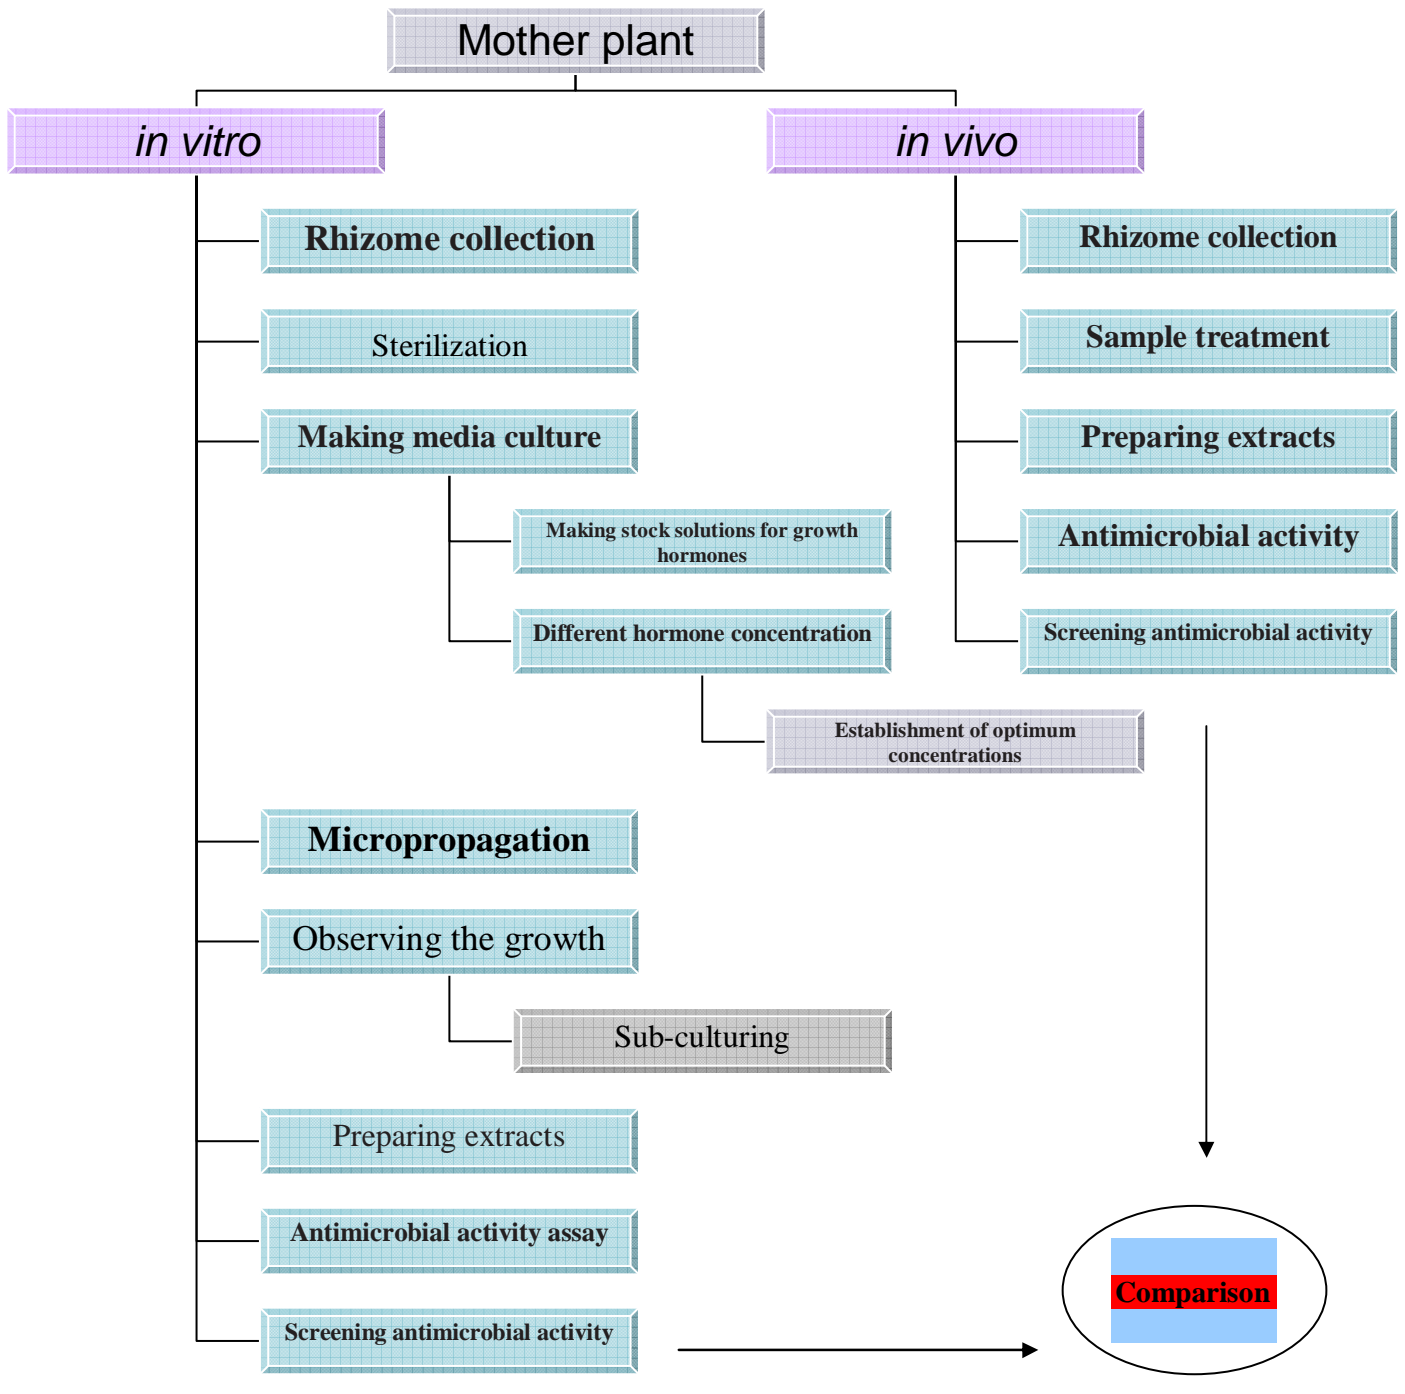 Mother plant
in vitro
in vivo
Rhizome collection
Rhizome collection
Sterilization
Sample treatment
Making media culture
Preparing extracts
Making stock solutions for growth
hormones
Antimicrobial activity
Different hormone concentration
Screening antimicrobial activity
Establishment of optimum
concentrations
Micropropagation
Observing the growth
Sub-culturing
Preparing extracts
Antimicrobial activity assay
Comparison
Screening antimicrobial activity